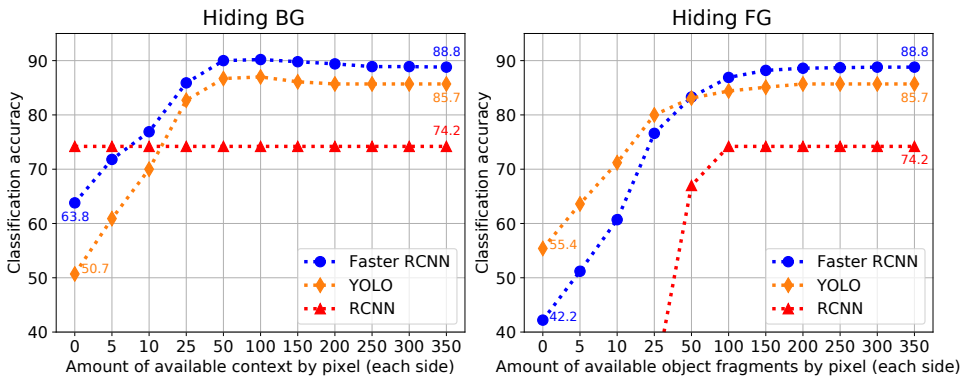 Hiding BG
Classification accuracy
90
80
70
60
50
40
88.8
85.7
74.2
63.8
50.7
Faster RCNN
YOLO
RCNN
0 5 10 25 50 100 150 200 250 300 350
Amount of available context by pixel (each side)
Hiding FG
Classification accuracy
90
80
70
60
50
40
88.8
85.7
74.2
55.4
42.2
Faster RCNN
YOLO
RCNN
0 5 10 25 50 100 150 200 250 300 350
Amount of available object fragments by pixel (each side)